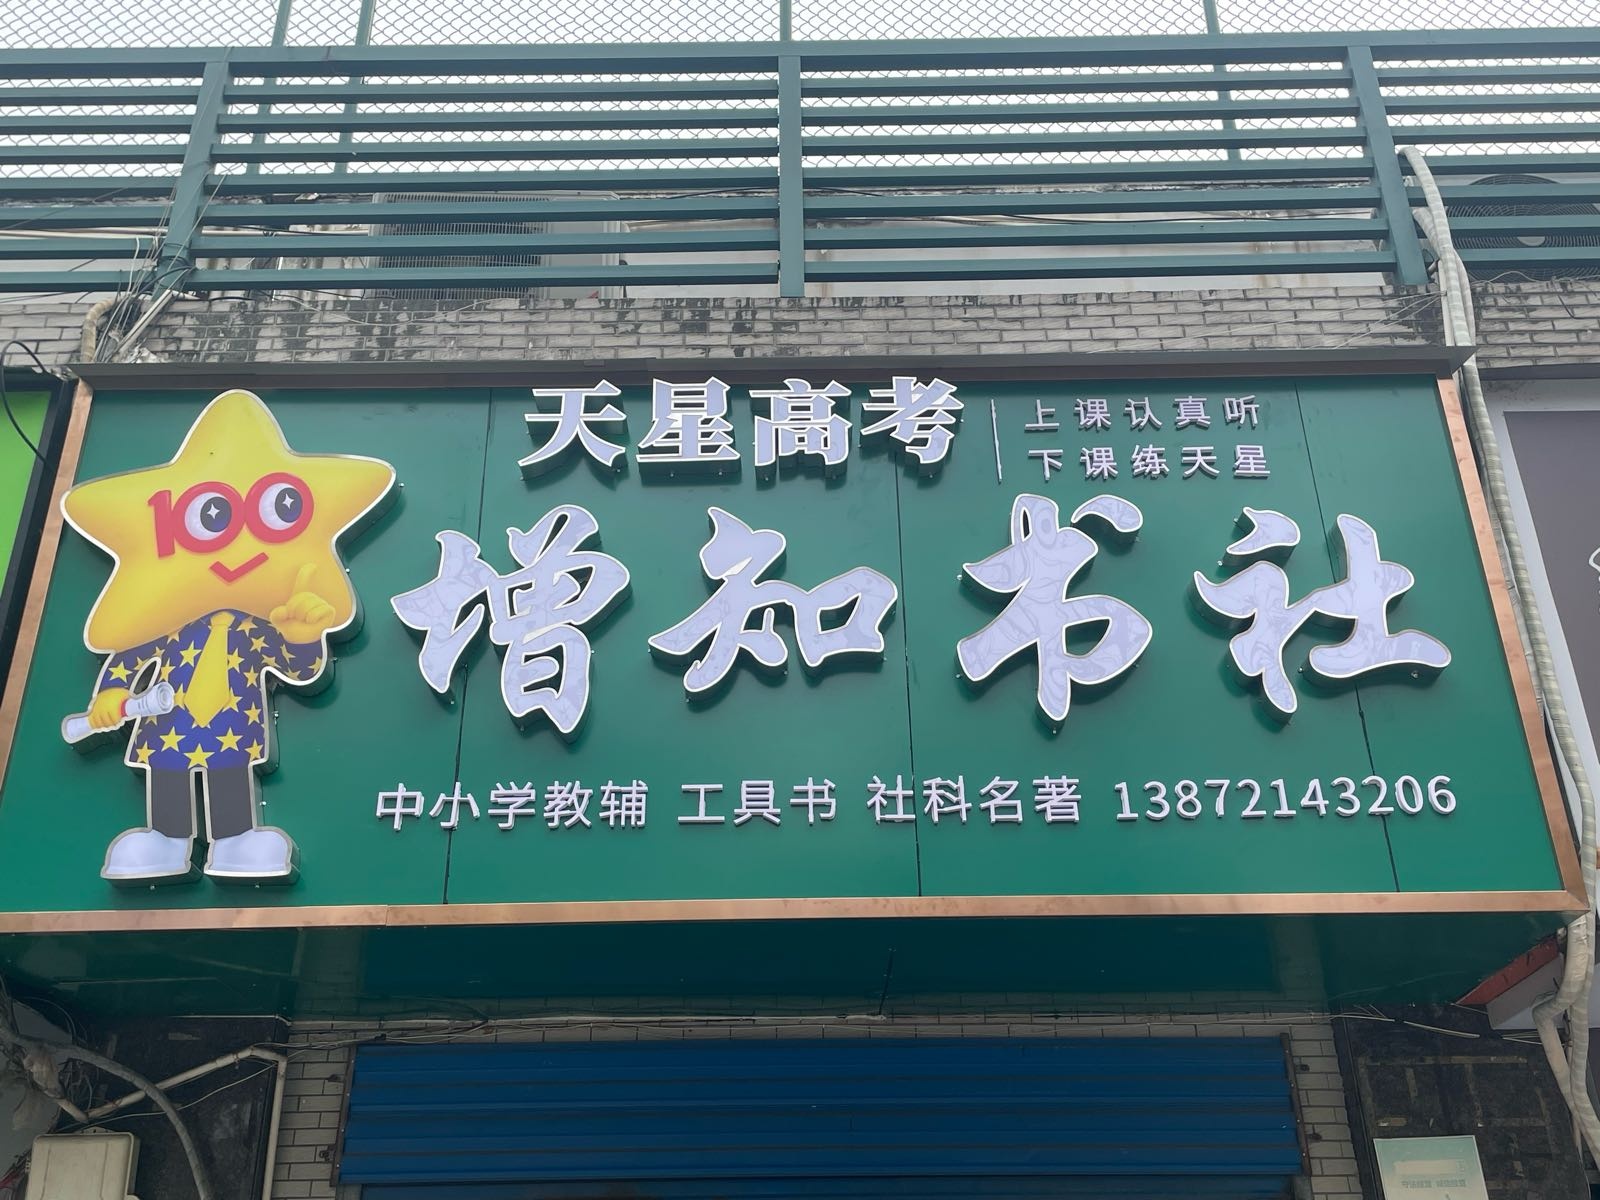 天星高考
上课认真听
下课练天星
100
增知书社
中小学教辅 工具书 社科名著 13872143206